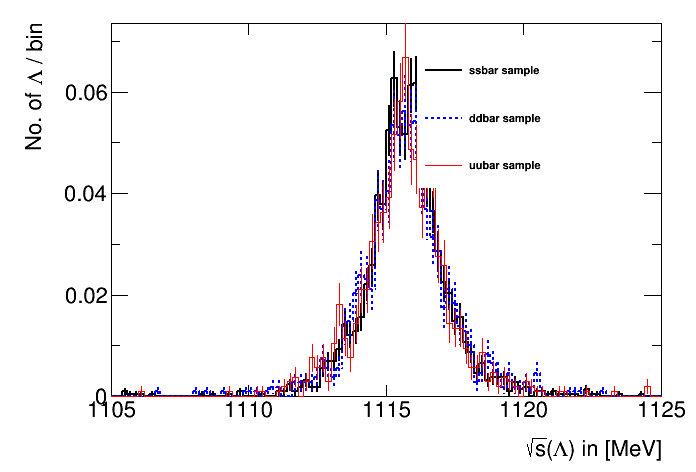 No. of Λ / bin
0.06
0.04
0.02
0
ssbar sample
ddbar sample
uubar sample
1105
1110
1115
1120
1125
√s(Λ) in [MeV]